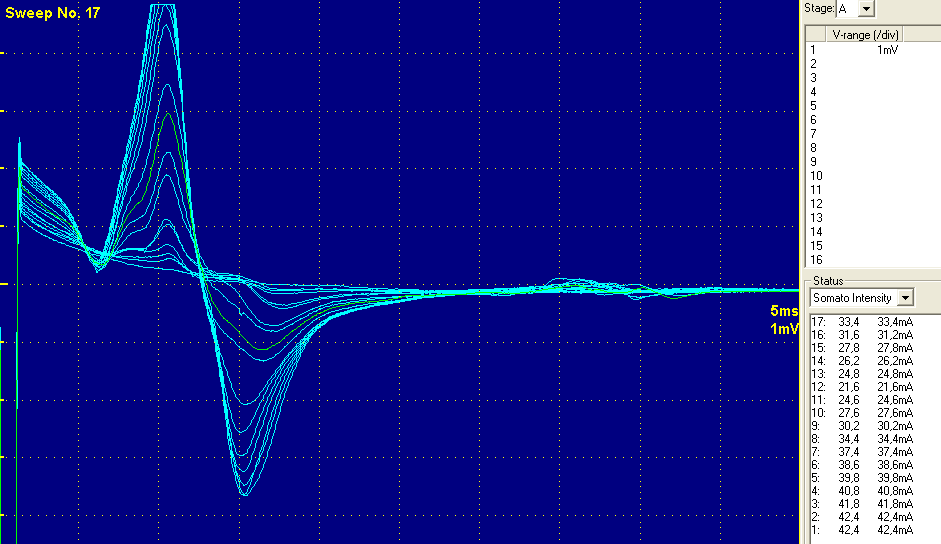 Sweep No. 17
5ms
1mV
Stage: A
V-range (/div)
1 1mV
2
3
4
5
6
7
8
9
10
11
12
13
14
15
16
Status
Somato Intensity
17: 33,4 33,4mA
16: 31,6 31,2mA
15: 27,8 27,8mA
14: 26,2 26,2mA
13: 24,8 24,8mA
12: 21,6 21,6mA
11: 24,6 24,6mA
10: 27,6 27,6mA
9: 30,2 30,2mA
8: 34,4 34,4mA
7: 37,4 37,4mA
6: 38,6 38,6mA
5: 39,8 39,8mA
4: 40,8 40,8mA
3: 41,8 41,8mA
2: 42,4 42,4mA
1: 42,4 42,4mA